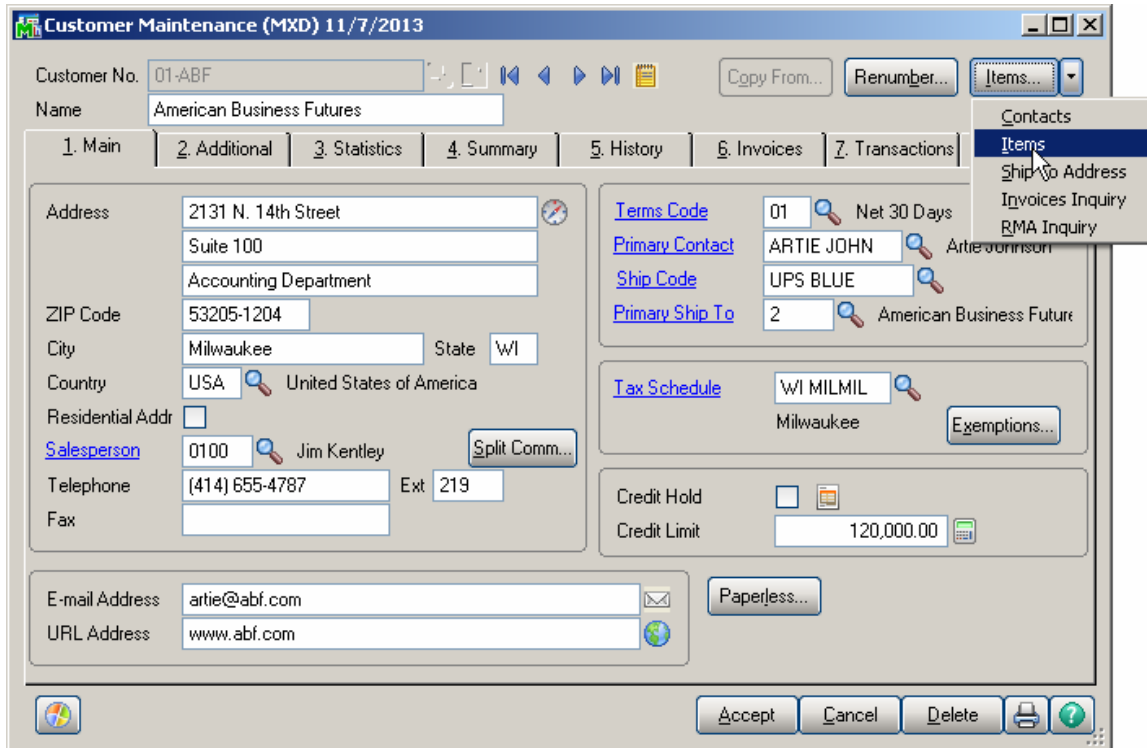 Customer Maintenance (MXD) 11/7/2013
Customer No. 01-ABF Copy From... Renumber... Items...
Name American Business Futures
Contacts
Items
Ship To Address
Invoices Inquiry
RMA Inquiry
1. Main 2. Additional 3. Statistics 4. Summary 5. History 6. Invoices 7. Transactions
Address 2131 N. 14th Street
Suite 100
Accounting Department
ZIP Code 53205-1204
City Milwaukee State WI
Country USA United States of America
Residential Addr
Salesperson 0100 Jim Kentley Split Comm...
Telephone (414) 655-4787 Ext 219
Fax
Terms Code 01 Net 30 Days
Primary Contact ARTIE JOHN Artie Johnson
Ship Code UPS BLUE
Primary Ship To 2 American Business Future
Tax Schedule WI MILMIL
Milwaukee Exemptions...
Credit Hold
Credit Limit 120,000.00
E-mail Address artie@abf.com
URL Address www.abf.com
Paperless...
Accept Cancel Delete